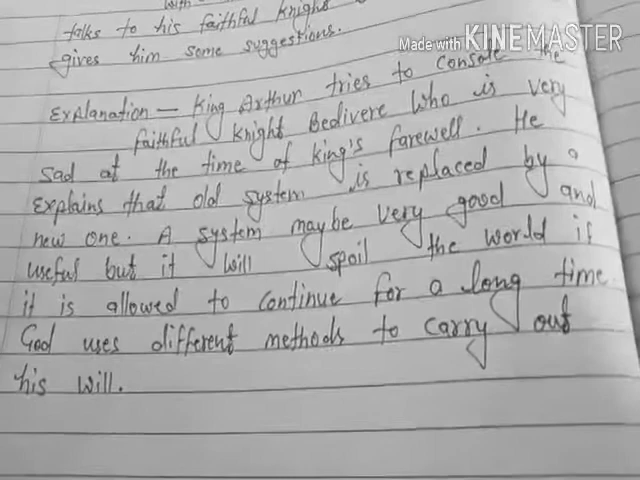 with
talks to his faithful knight
gives him some suggestions.
Made with KINEMASTER
Explanation — King Arthur tries to console the
faithful knight Bedivere who is very
sad at the time of king's farewell. He
explains that old system is replaced by a
new one. A system may be very good and
useful but it will spoil the world if
it is allowed to continue for a long time.
God uses different methods to carry out
his will.